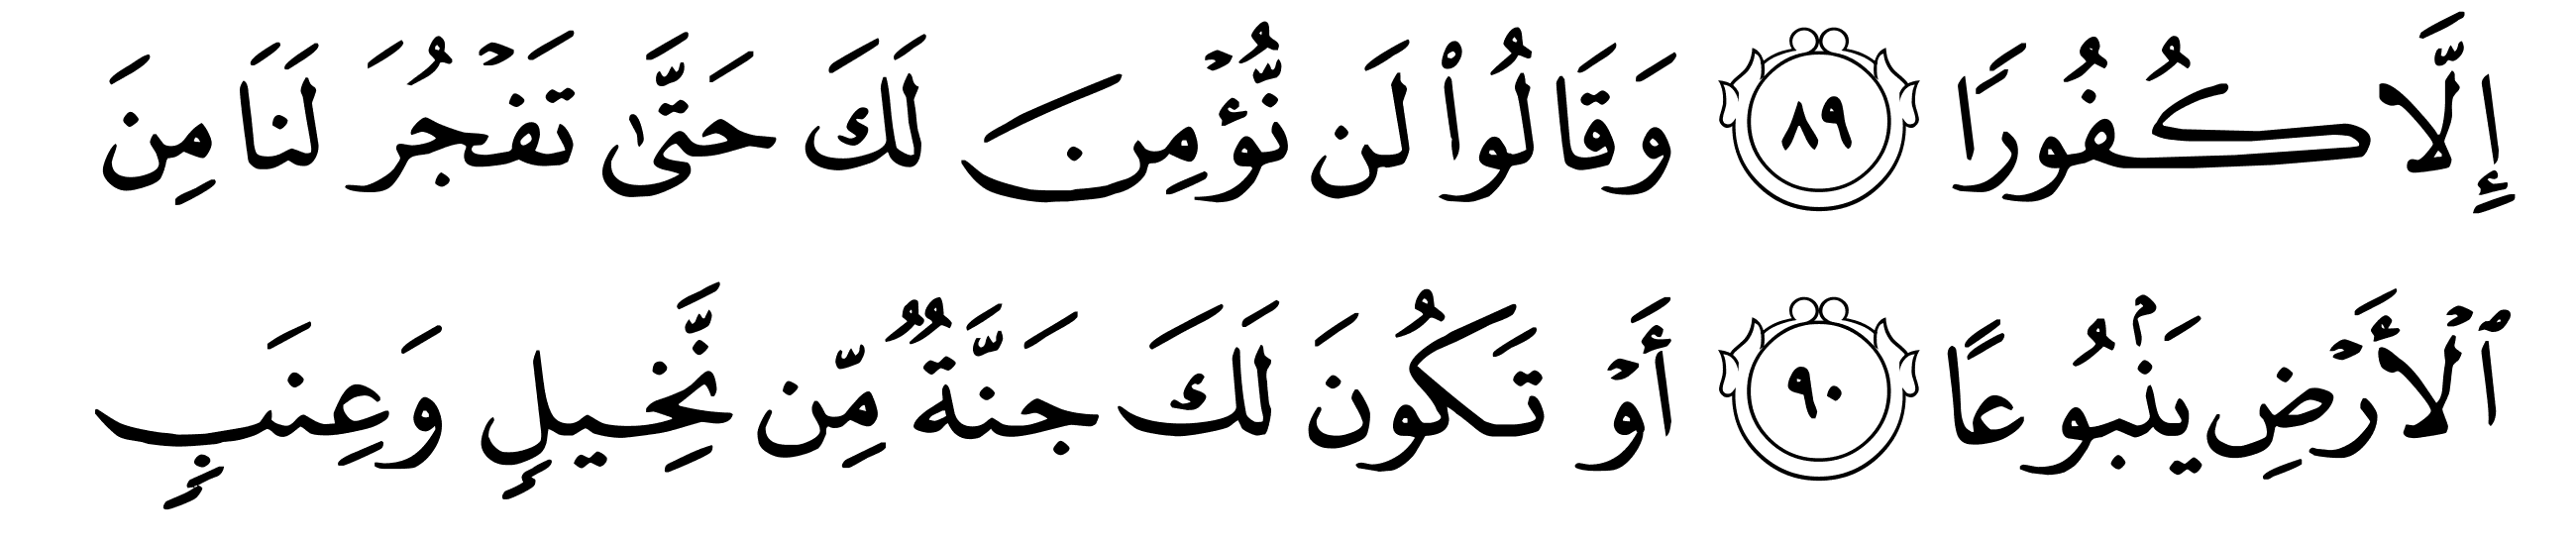 إِلَّا كُفُورًا ٨٩ وَقَالُوا۟ لَن نُّؤْمِنَ لَكَ حَتَّىٰ تَفْجُرَ لَنَا مِنَ
ٱلْأَرْضِ يَنۢبُوعًا ٩٠ أَوْ تَكُونَ لَكَ جَنَّةٌ مِّن نَّخِيلٍ وَعِنَبٍ